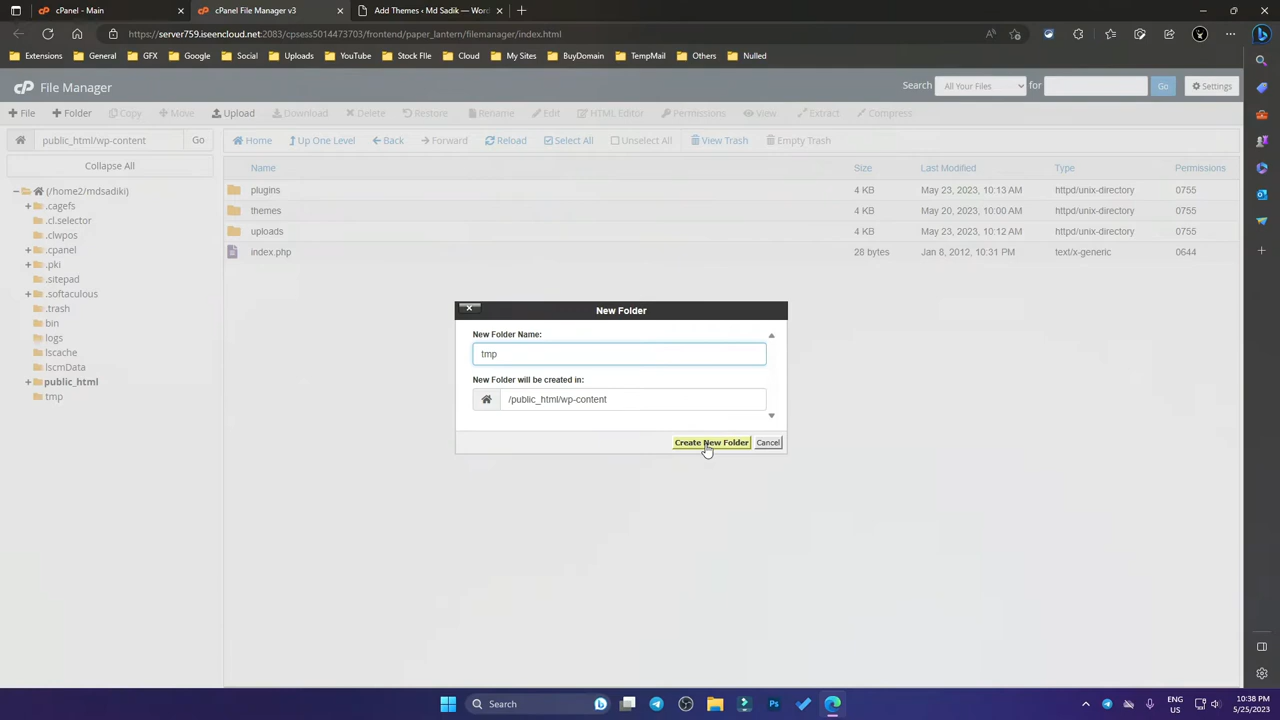 cPanel - Main
cPanel File Manager v3
Add Themes ‹ Md Sadik — Word
https://server759.iseencloud.net:2083/cpsess5014473703/frontend/paper_lantern/filemanager/index.html
Extensions General GFX Google Social Uploads YouTube Stock File Cloud My Sites BuyDomain TempMail Others Nulled
cP File Manager
Search All Your Files for Go Settings
File Folder Copy Move Upload Download Delete Restore Rename Edit HTML Editor Permissions View Extract Compress
public_html/wp-content Go
Home Up One Level Back Forward Reload Select All Unselect All View Trash Empty Trash
Collapse All
(/home2/mdsadiki)
.cagefs
.cl.selector
.clwpos
.cpanel
.pki
.sitepad
.softaculous
.trash
bin
logs
lscache
lscmData
public_html
tmp
Name Size Last Modified Type Permissions
plugins 4 KB May 23, 2023, 10:13 AM httpd/unix-directory 0755
themes 4 KB May 20, 2023, 10:00 AM httpd/unix-directory 0755
uploads 4 KB May 23, 2023, 10:12 AM httpd/unix-directory 0755
index.php 28 bytes Jan 8, 2012, 10:31 PM text/x-generic 0644
New Folder
New Folder Name:
tmp
New Folder will be created in:
/public_html/wp-content
Create New Folder Cancel
Search
Ps
ENG
US
10:38 PM
5/25/2023